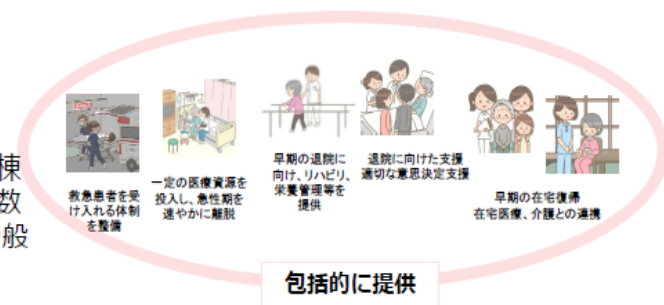 棟
数
般
救急患者を受
け入れる体制
を整備
一定の医療資源を
投入し、急性期を
速やかに離脱
早期の退院に
向け、リハビリ、
栄養管理等を
提供
退院に向けた支援
適切な意思決定支援
早期の在宅復帰
在宅医療、介護との連携
包括的に提供